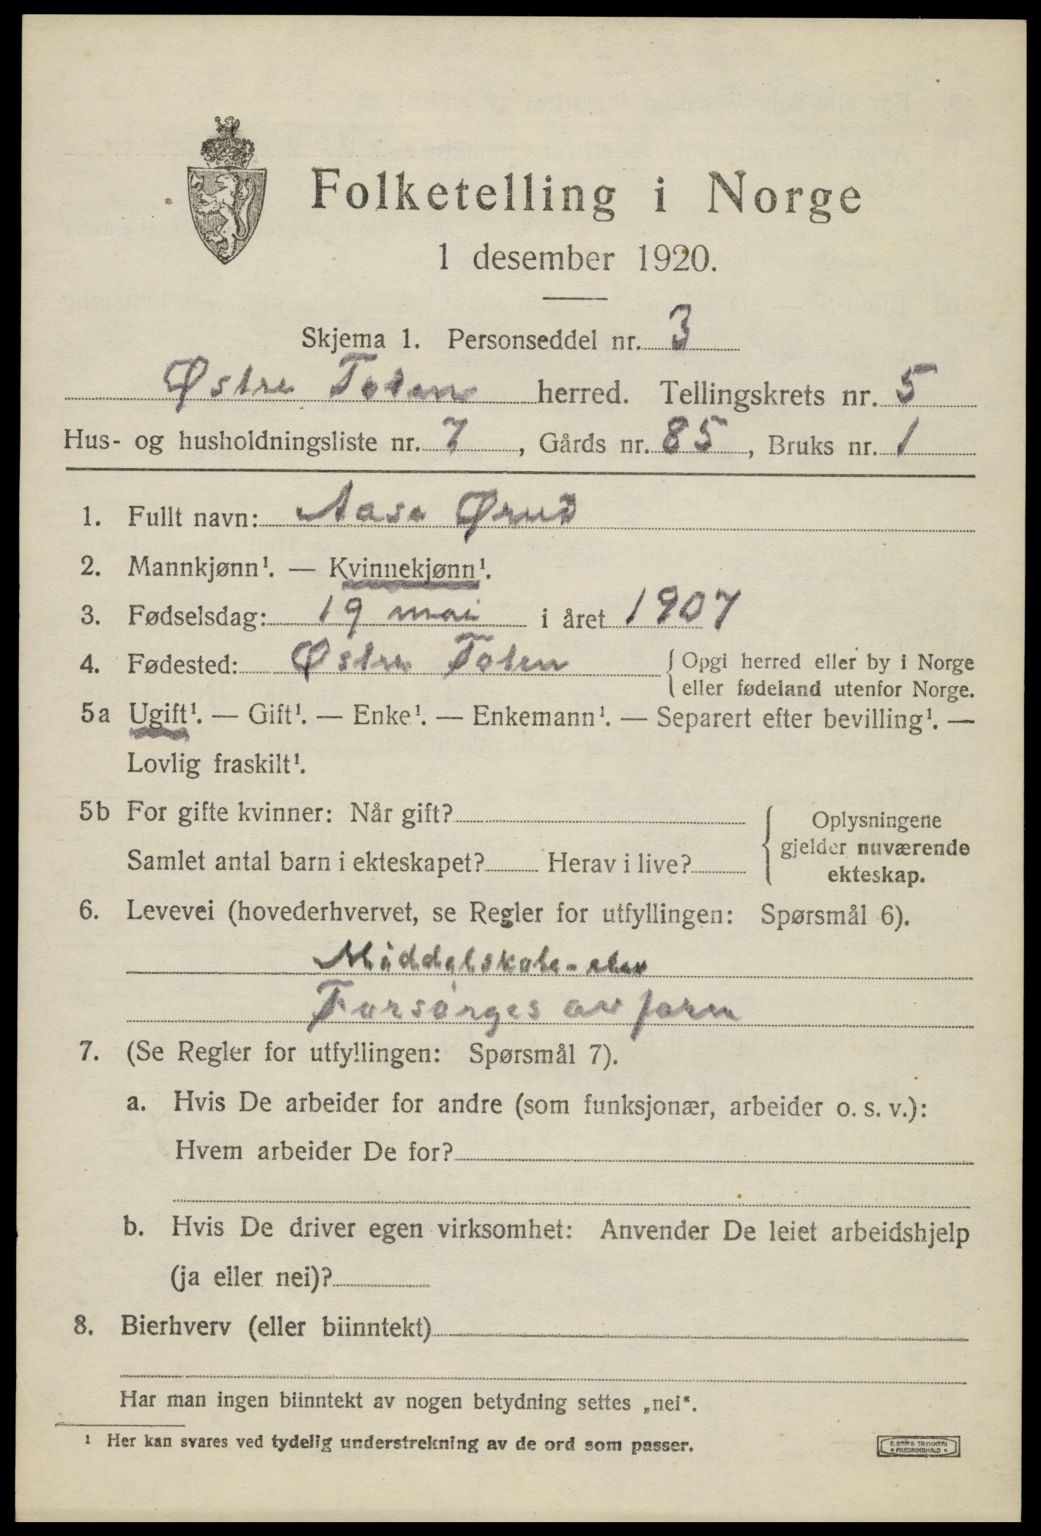 Folketelling i Norge
1 desember 1920.
Skjema 1. Personseddel nr. 3
Østre Toten herred. Tellingskrets nr. 5
Hus- og husholdningsliste nr. 7, Gårds nr. 85, Bruks nr. 1
1. Fullt navn: Aase Ørud
2. Mannkjønn¹. — Kvinnekjønn¹.
3. Fødselsdag: 19 mai i året 1907
4. Fødested: Østre Toten {Opgi herred eller by i Norge
eller fødeland utenfor Norge.
5a Ugift¹. — Gift¹. — Enke¹. — Enkemann¹. — Separert efter bevilling¹. —
Lovlig fraskilt¹.
5b For gifte kvinner: Når gift?
Samlet antal barn i ekteskapet? Herav i live?
{Oplysningene
gjelder nuværende
ekteskap.
6. Levevei (hovederhvervet, se Regler for utfyllingen: Spørsmål 6).
Middelskole-elev
Forsørges av farn
7. (Se Regler for utfyllingen: Spørsmål 7).
a. Hvis De arbeider for andre (som funksjonær, arbeider o. s. v.):
Hvem arbeider De for?
b. Hvis De driver egen virksomhet: Anvender De leiet arbeidshjelp
(ja eller nei)?
8. Bierhverv (eller biinntekt)
Har man ingen biinntekt av nogen betydning settes „nei“.
¹ Her kan svares ved tydelig understrekning av de ord som passer.